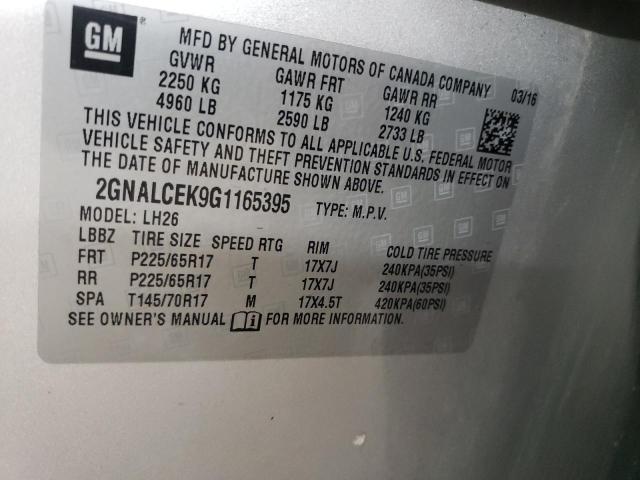 GM
MFD BY GENERAL MOTORS OF CANADA COMPANY
GVWR GAWR FRT GAWR RR 03/16
2250 KG 1175 KG 1240 KG
4960 LB 2590 LB 2733 LB
THIS VEHICLE CONFORMS TO ALL APPLICABLE U.S. FEDERAL MOTOR
VEHICLE SAFETY AND THEFT PREVENTION STANDARDS IN EFFECT ON
THE DATE OF MANUFACTURE SHOWN ABOVE.
2GNALCEK9G1165395 TYPE: M.P.V.
MODEL: LH26
LBBZ TIRE SIZE SPEED RTG RIM COLD TIRE PRESSURE
FRT P225/65R17 T 17X7J 240KPA(35PSI)
RR P225/65R17 T 17X7J 240KPA(35PSI)
SPA T145/70R17 M 17X4.5T 420KPA(60PSI)
SEE OWNER'S MANUAL FOR MORE INFORMATION.